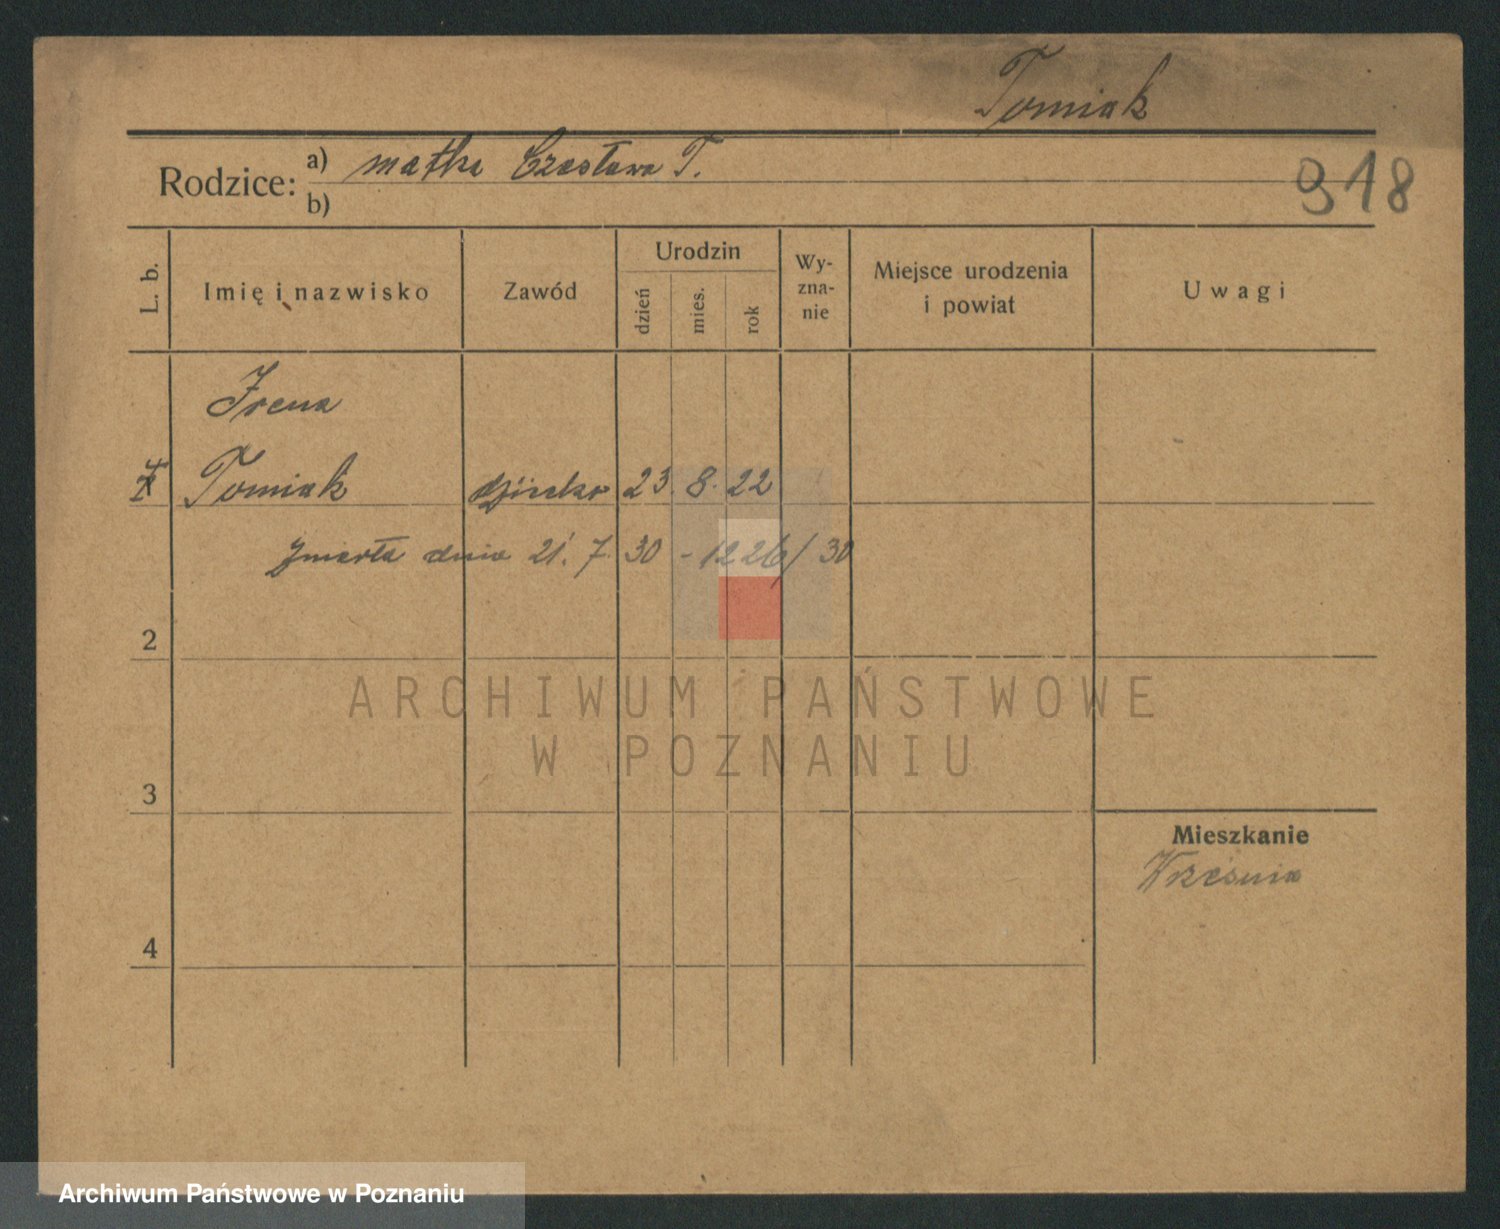 Tomiak
Rodzice: a) matka Czesława T.
b)
918
L. b. Imię i nazwisko Zawód Urodzin dzień mies. rok Wy-zna-nie Miejsce urodzenia i powiat Uwagi
Irena
Tomiak dziecko 23. 8. 22
zmarła dnia 21. 7. 30 - 1226/30
2
3
Mieszkanie
Września
4
ARCHIWUM PAŃSTWOWE
W POZNANIU
Archiwum Państwowe w Poznaniu